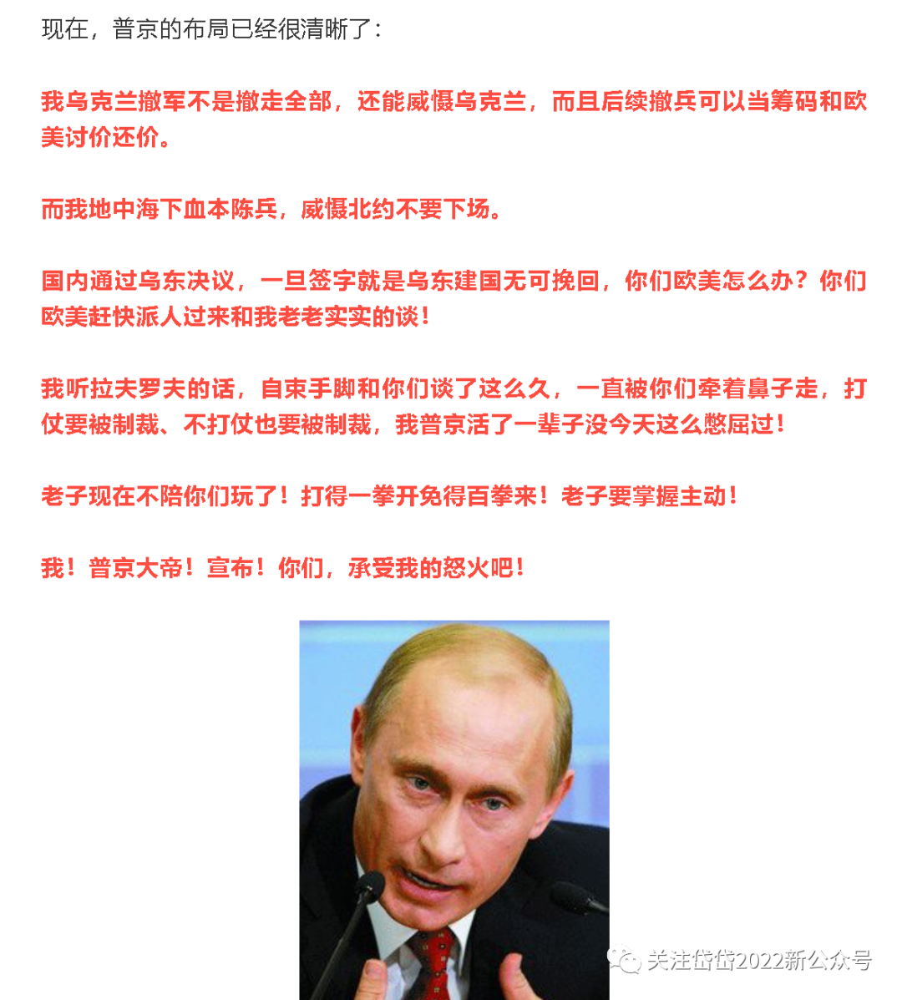 现在，普京的布局已经很清晰了：
我乌克兰撤军不是撤走全部，还能威慑乌克兰，而且后续撤兵可以当筹码和欧
美讨价还价。
而我地中海下血本陈兵，威慑北约不要下场。
国内通过乌东决议，一旦签字就是乌东建国无可挽回，你们欧美怎么办？你们
欧美赶快派人过来和我老老实实的谈！
我听拉夫罗夫的话，自束手脚和你们谈了这么久，一直被你们牵着鼻子走，打
仗要被制裁、不打仗也要被制裁，我普京活了一辈子没今天这么憋屈过！
老子现在不陪你们玩了！打得一拳开免得百拳来！老子要掌握主动！
我！普京大帝！宣布！你们，承受我的怒火吧！
关注岱岱2022新公众号